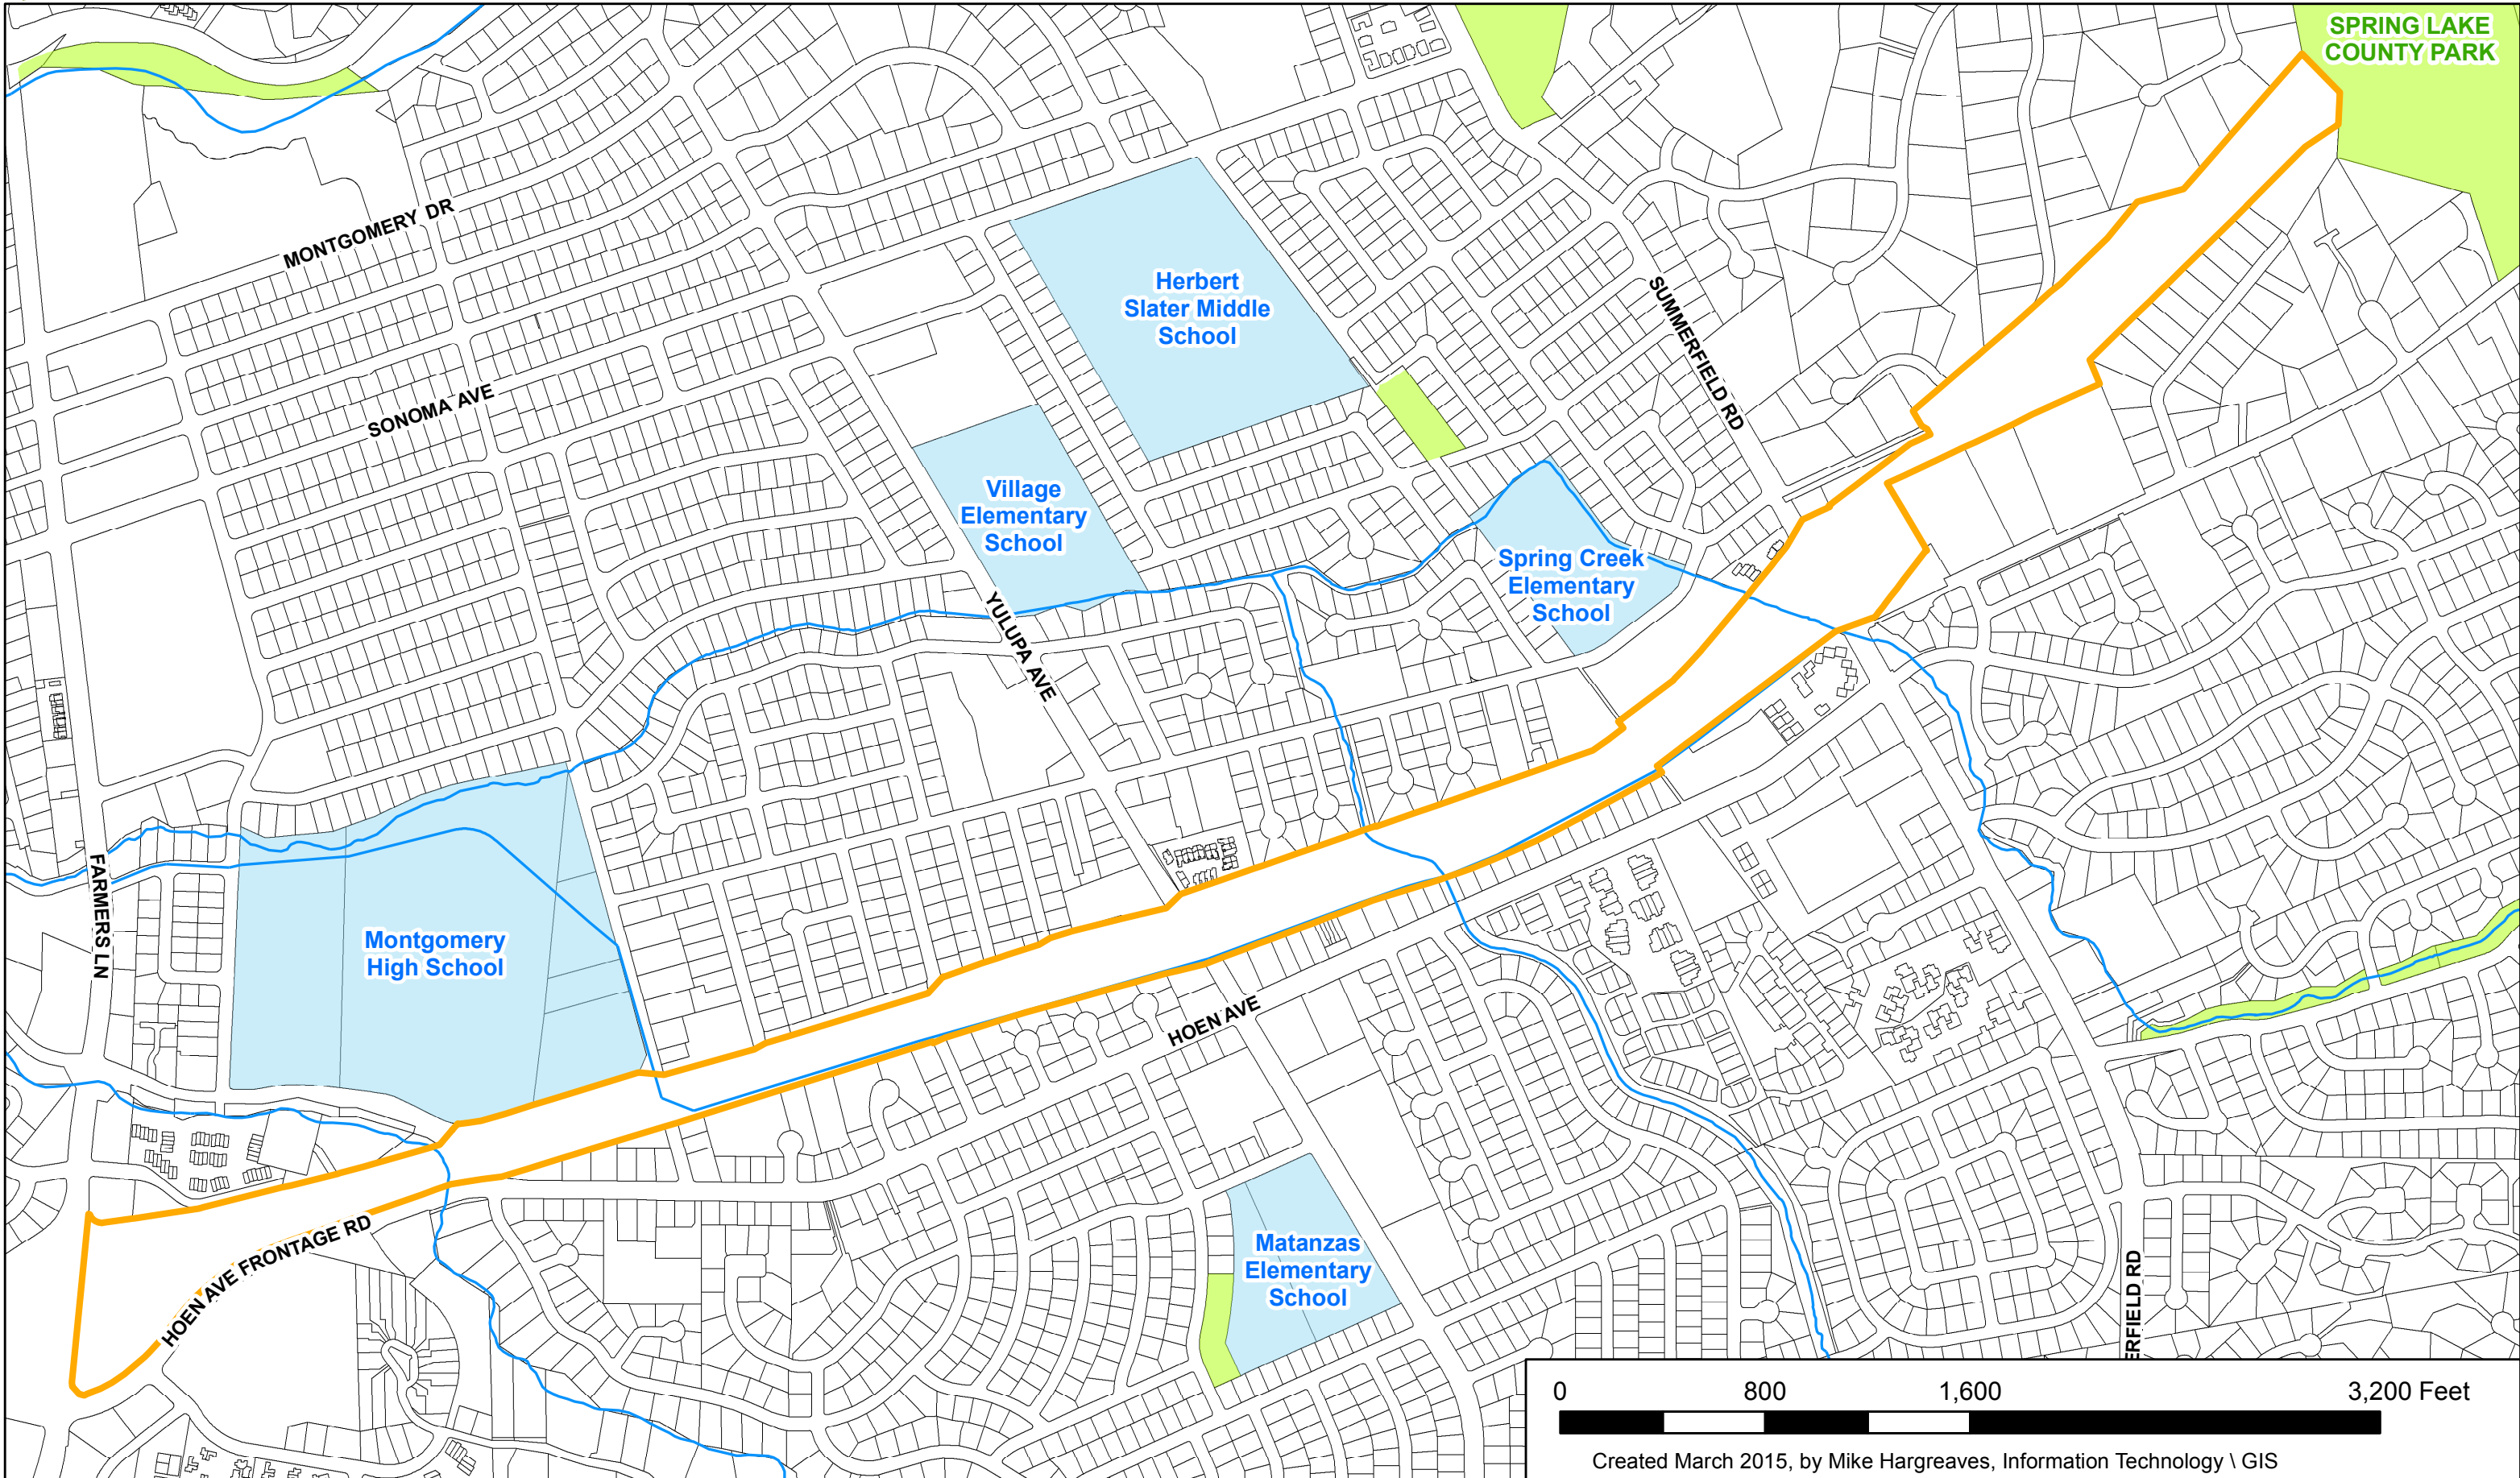 SPRING LAKE
COUNTY PARK
MONTGOMERY DR
Herbert
Slater Middle
School
SUMMERFIELD RD
SONOMA AVE
Village
Elementary
School
Spring Creek
Elementary
School
YULUPA AVE
FARMERS LN
Montgomery
High School
HOEN AVE
HOEN AVE FRONTAGE RD
Matanzas
Elementary
School
ERFIELD RD
0 800 1,600 3,200 Feet
Created March 2015, by Mike Hargreaves, Information Technology \ GIS